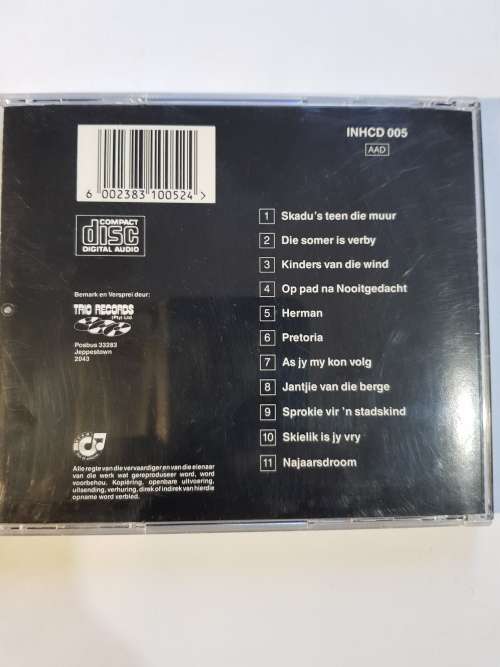 INHCD 005
AAD
6 002383 100524 >
COMPACT
disc
DIGITAL AUDIO
1 Skadu's teen die muur
2 Die somer is verby
3 Kinders van die wind
4 Op pad na Nooitgedacht
5 Herman
6 Pretoria
7 As jy my kon volg
8 Jantjie van die berge
9 Sprokie vir 'n stadskind
10 Skielik is jy vry
11 Najaarsdroom
Bemark en Versprei deur:
TRIO RECORDS
(Pty) Ltd
Posbus 33283
Jeppestown
2043
Alle regte van die vervaardiger en van die eienaar
van die werk wat gereproduseer word, word
voorbehou. Kopiëring, openbare uitvoering,
uitsending, verhuring, direk of indirek van hierdie
opname word verbied.